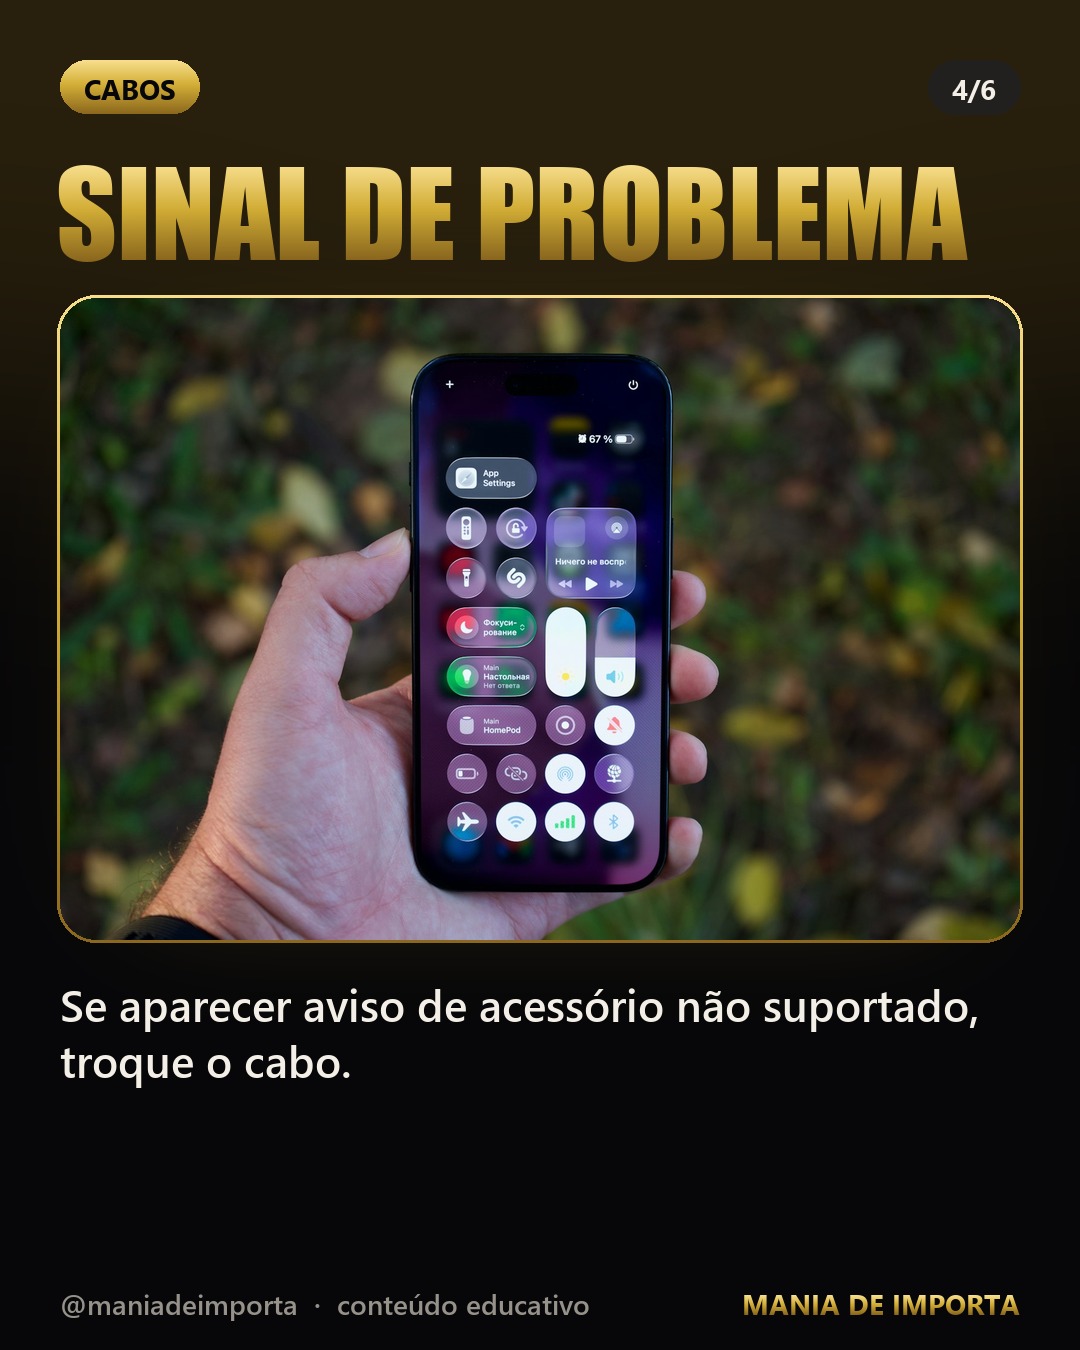 CABOS
4/6
SINAL DE PROBLEMA
67 %
App
Settings
Ничего не воспр
Фокуси-
рование
Main
Настольная
Нет ответа
Main
HomePod
Se aparecer aviso de acessório não suportado,
troque o cabo.
@maniadeimporta · conteúdo educativo
MANIA DE IMPORTA